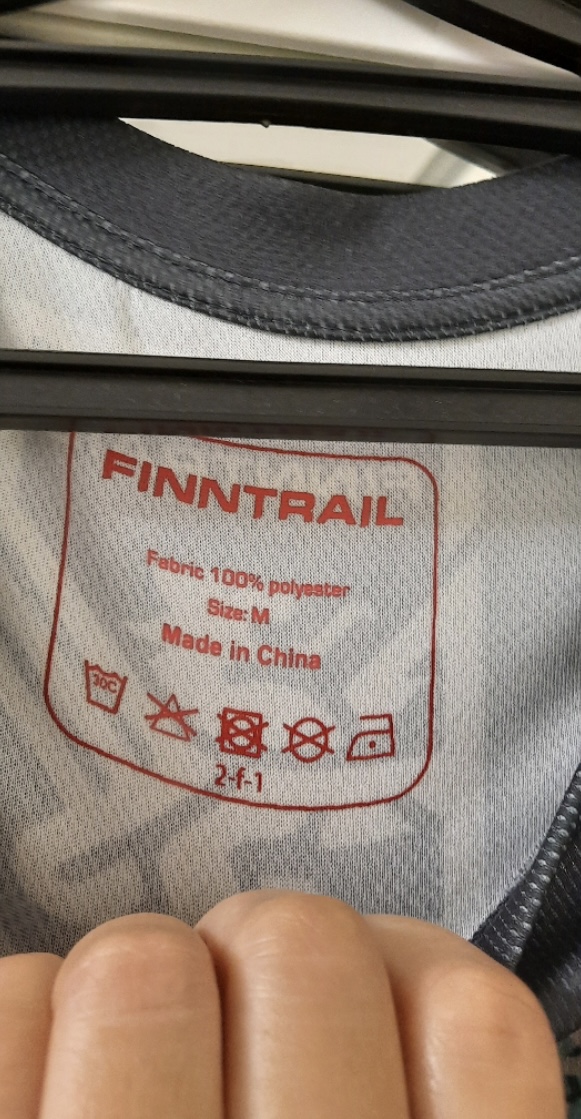 FINNTRAIL
Fabric 100% polyester
Size: M
Made in China
30C
2-f-1